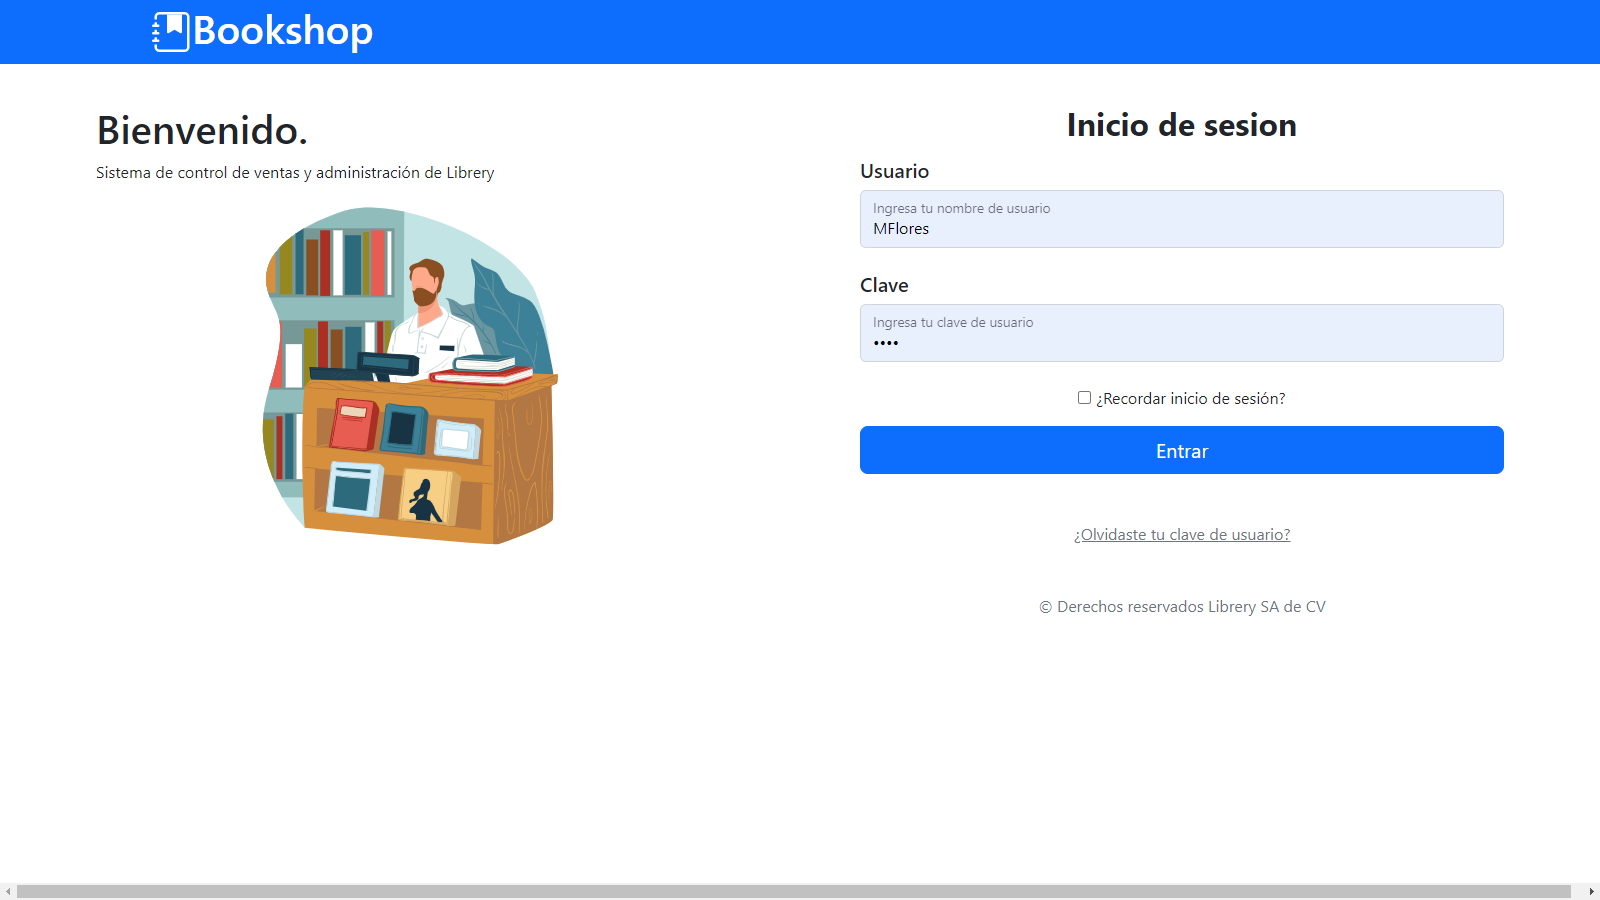 Bookshop
Bienvenido.
Sistema de control de ventas y administración de Librery
Inicio de sesion
Usuario
Ingresa tu nombre de usuario
MFlores
Clave
Ingresa tu clave de usuario
••••
¿Recordar inicio de sesión?
Entrar
¿Olvidaste tu clave de usuario?
© Derechos reservados Librery SA de CV